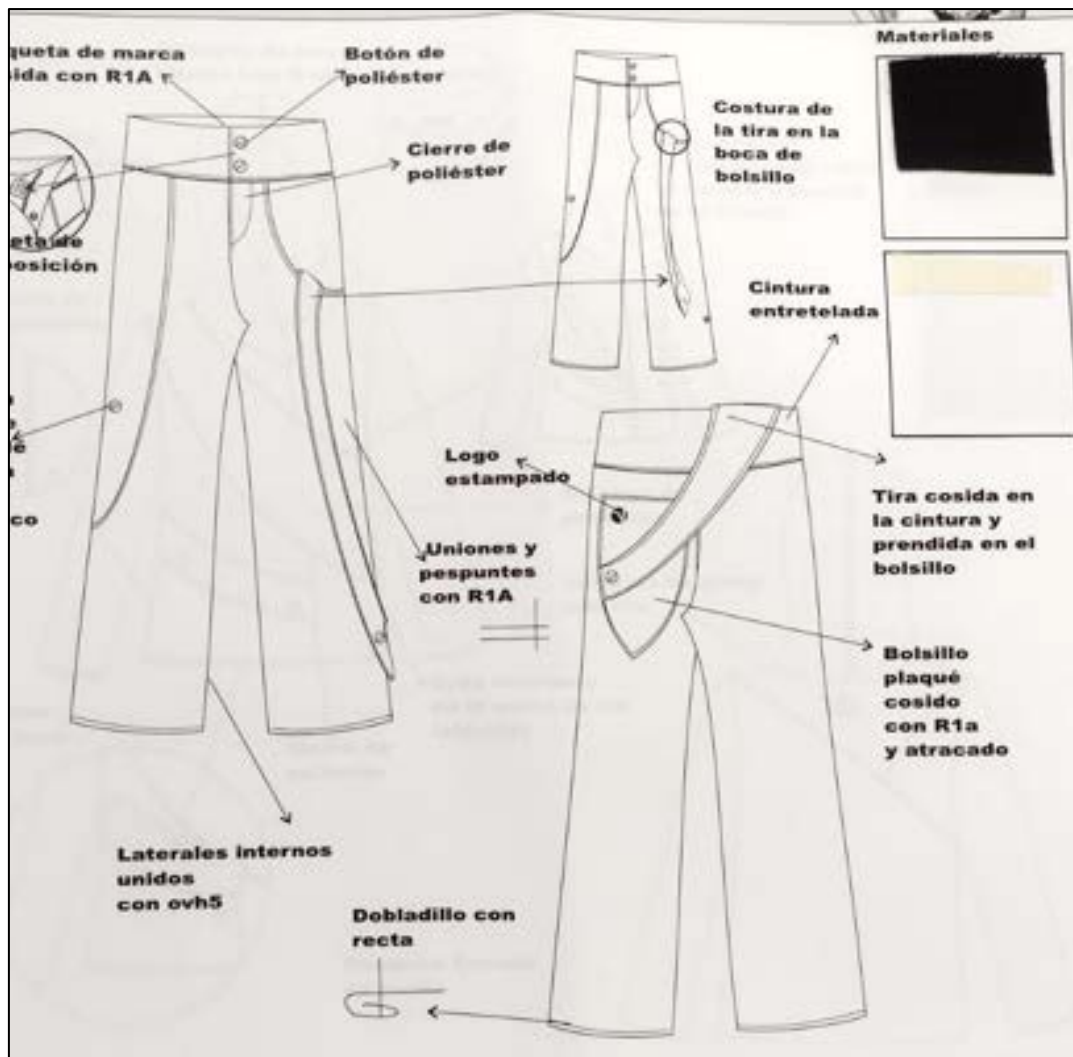 Materiales
queta de marca
sida con R1A
Botón de
poliéster
Cierre de
poliéster
Costura de
la tira en la
boca de
bolsillo
eta de
posición
Cintura
entretelada
Logo
estampado
Tira cosida en
la cintura y
prendida en el
bolsillo
co
Uniones y
pespuntes
con R1A
Bolsillo
plaqué
cosido
con R1a
y atracado
Laterales internos
unidos
con ovh5
Dobladillo con
recta